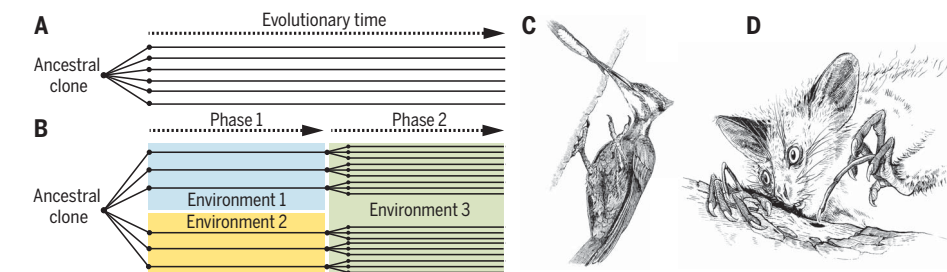 A
Evolutionary time
Ancestral
clone
B
Phase 1
Phase 2
Ancestral
clone
Environment 1
Environment 2
Environment 3
C
D